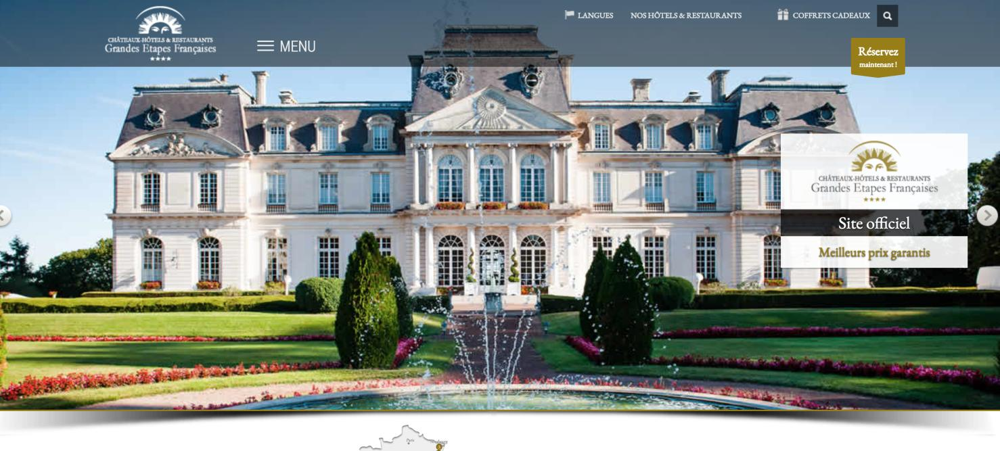 LANGUES
NOS HÔTELS & RESTAURANTS
COFFRETS CADEAUX
CHÂTEAUX-HÔTELS & RESTAURANTS
Grandes Etapes Françaises
MENU
Réservez
maintenant !
CHÂTEAUX-HÔTELS & RESTAURANTS
Grandes Etapes Françaises
Site officiel
Meilleurs prix garantis
Paris